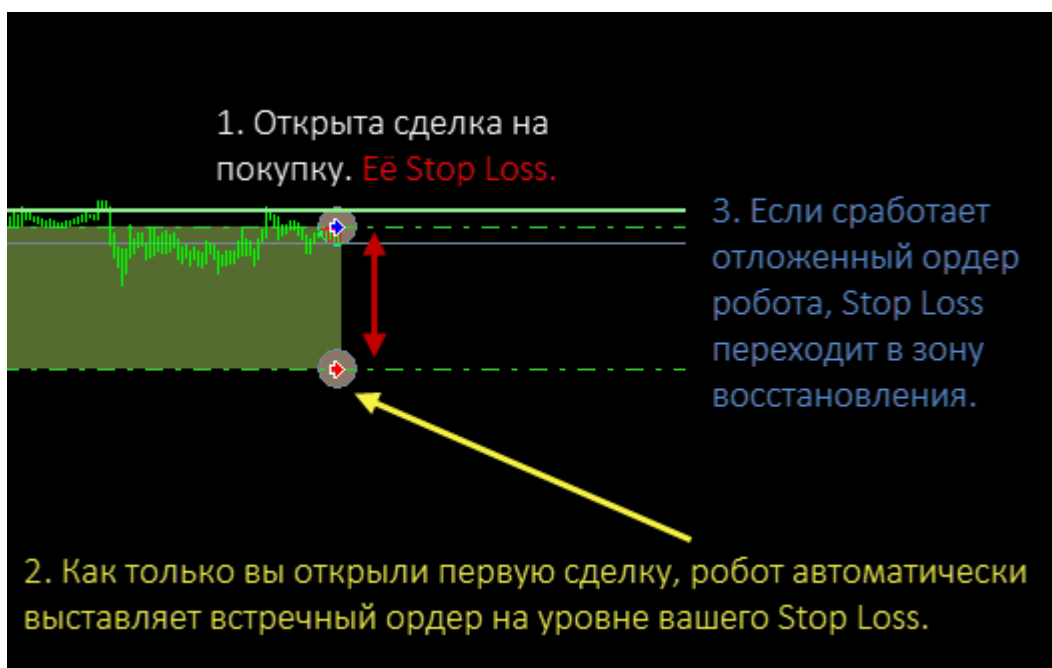 1. Открыта сделка на
покупку. Её Stop Loss.
3. Если сработает
отложенный ордер
робота, Stop Loss
переходит в зону
восстановления.
2. Как только вы открыли первую сделку, робот автоматически
выставляет встречный ордер на уровне вашего Stop Loss.